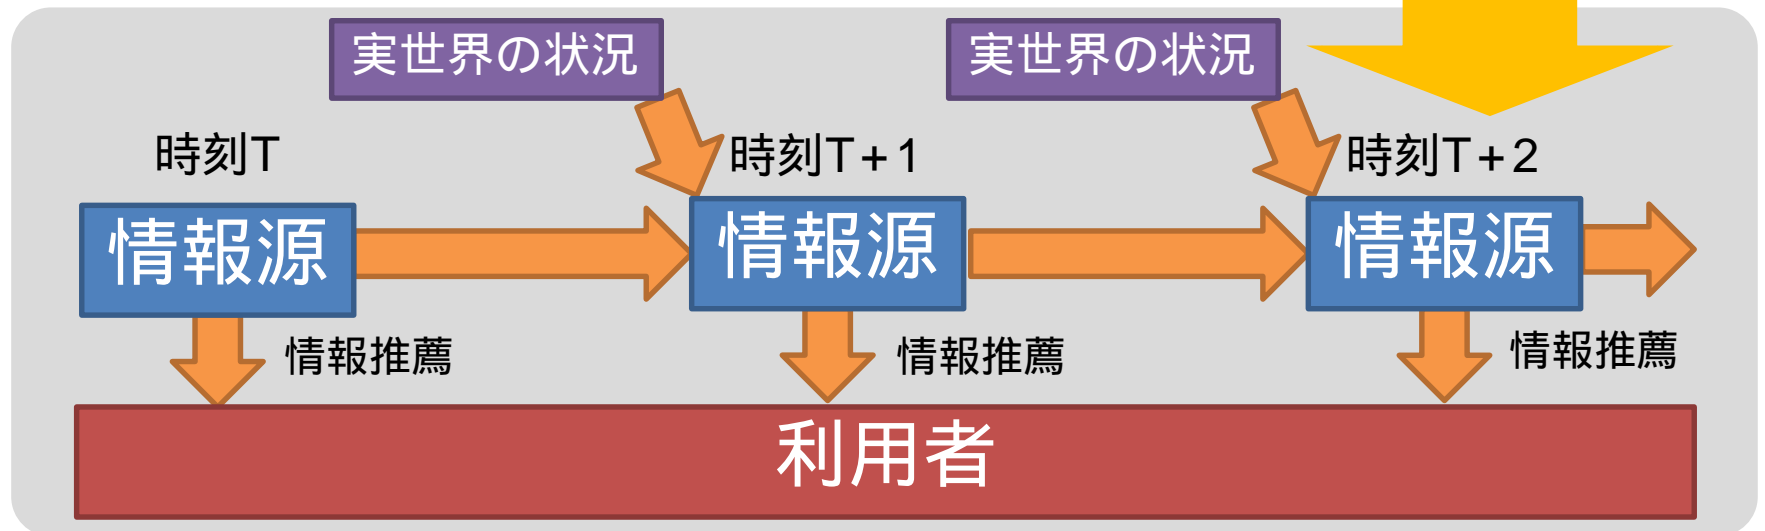 実世界の状況
実世界の状況
時刻T
時刻T+1
時刻T+2
情報源
情報源
情報源
情報推薦
情報推薦
情報推薦
利用者